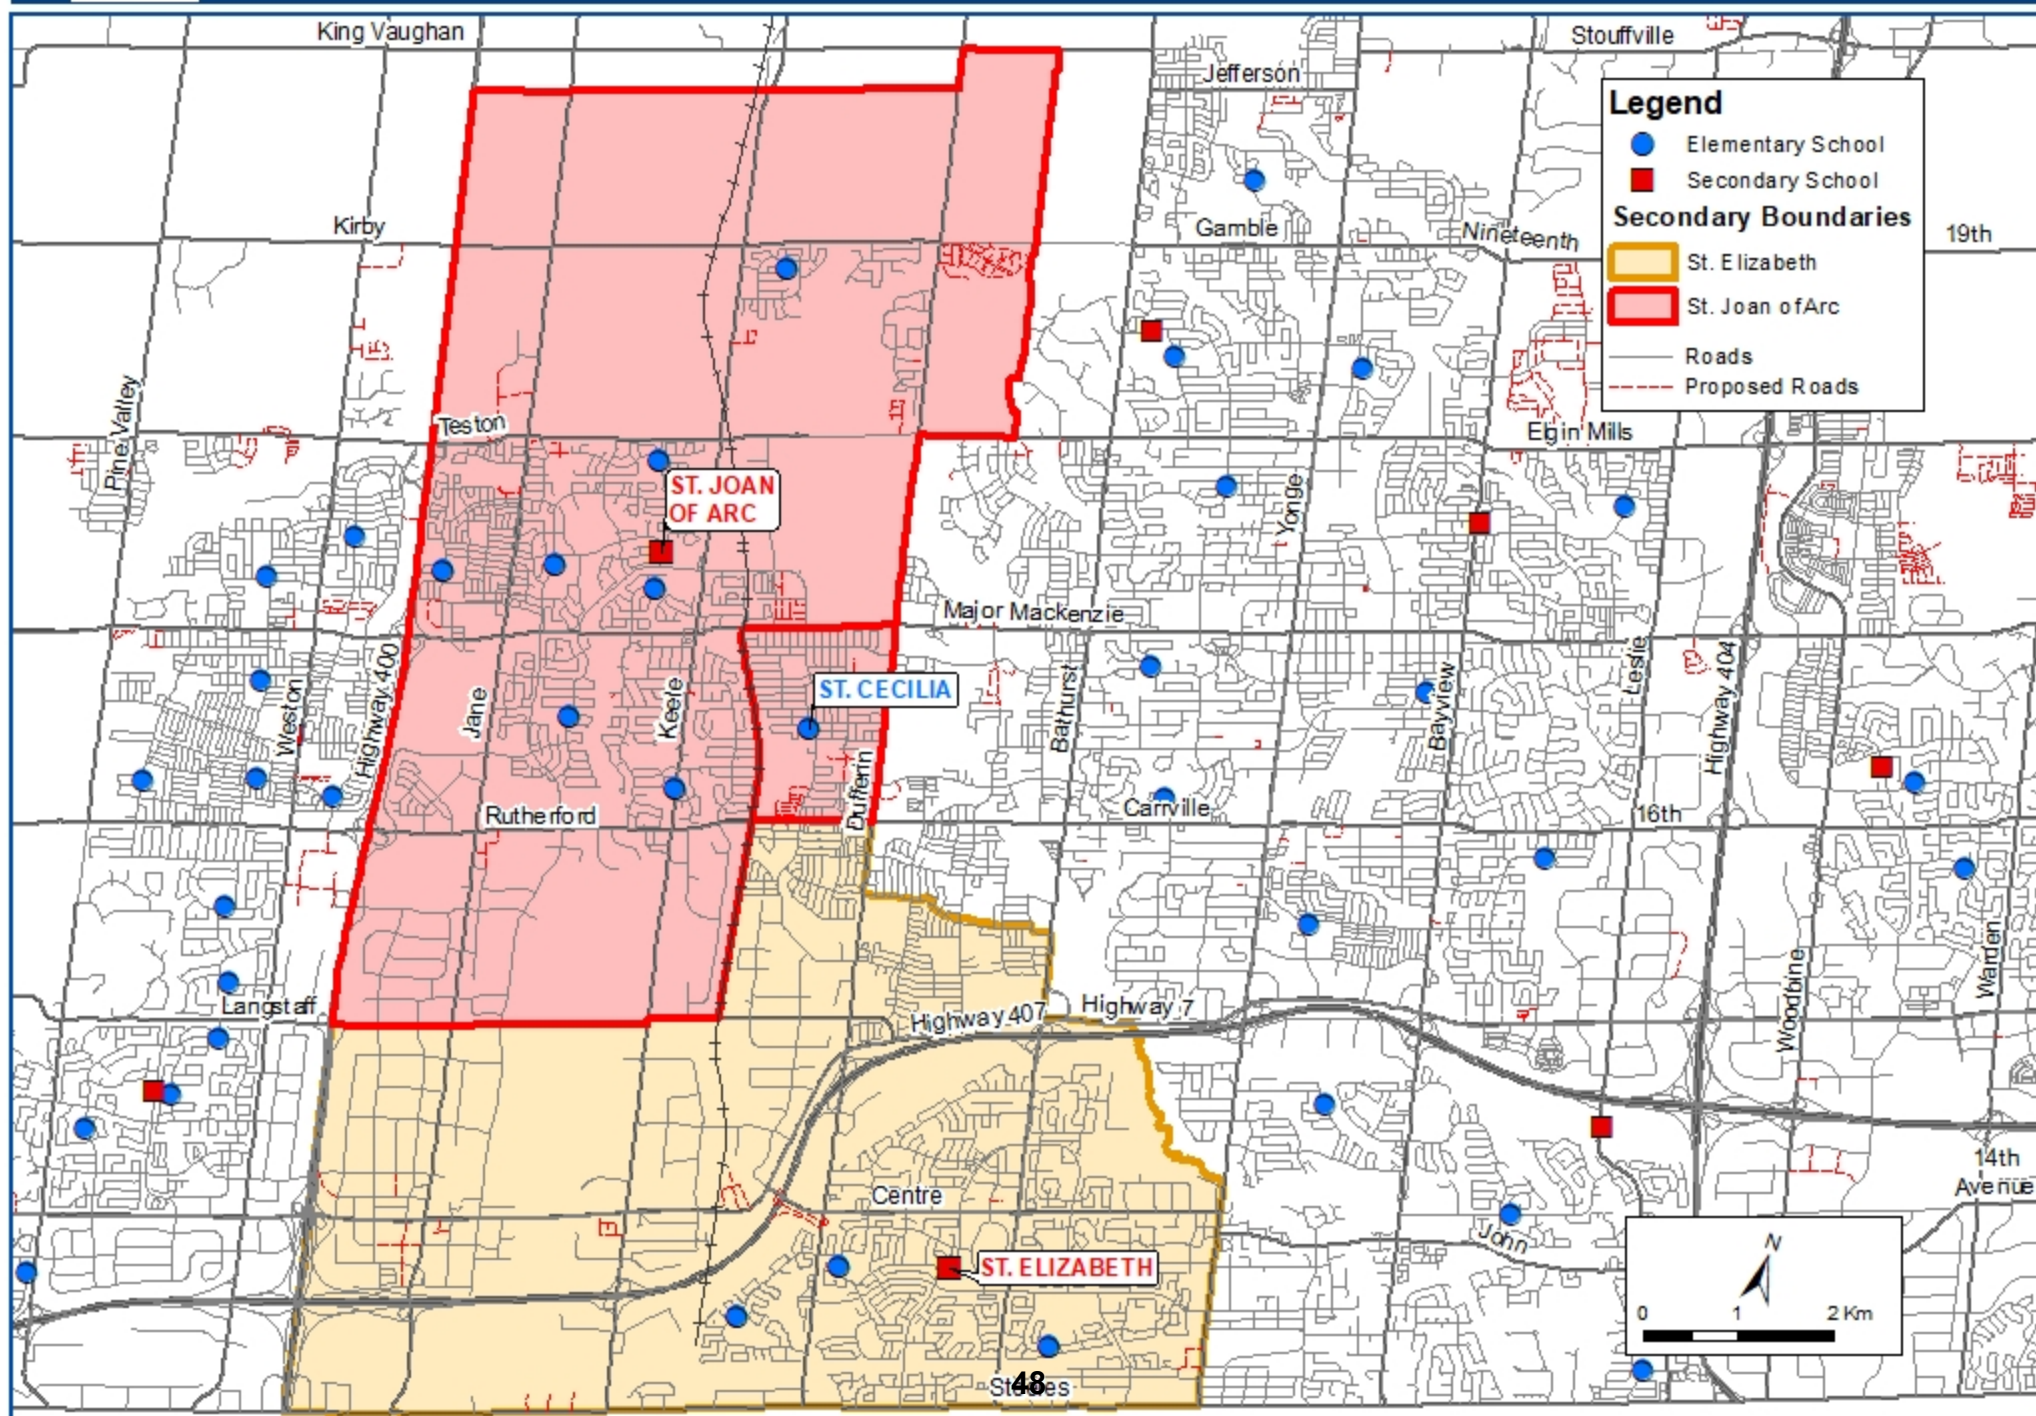 King Vaughan
Stouffville
Jefferson
Legend
Elementary School
Secondary School
Secondary Boundaries
St. Elizabeth
St. Joan of Arc
Roads
Proposed Roads
Kirby
Gamble
Nineteenth
19th
Pine Valley
Teston
Elgin Mills
ST. JOAN
OF ARC
Yonge
Major Mackenzie
ST. CECILIA
Weston
Highway 400
Jane
Keele
Dufferin
Bathurst
Bayview
Leslie
Highway 404
Rutherford
Carrville
16th
Langstaff
Highway 407
Highway 7
Woodbine
Warden
Centre
14th
Avenue
John
ST. ELIZABETH
N
0 1 2 Km
48